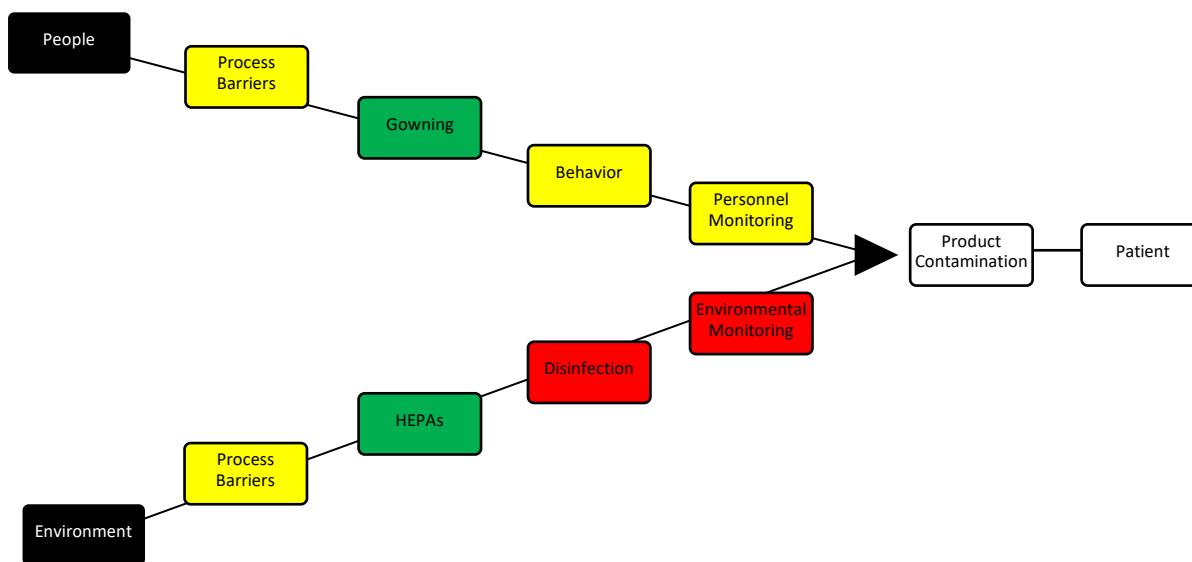 People
Process
Barriers
Gowning
Behavior
Personnel
Monitoring
Product
Contamination
Patient
Environmental
Monitoring
Disinfection
HEPAs
Process
Barriers
Environment